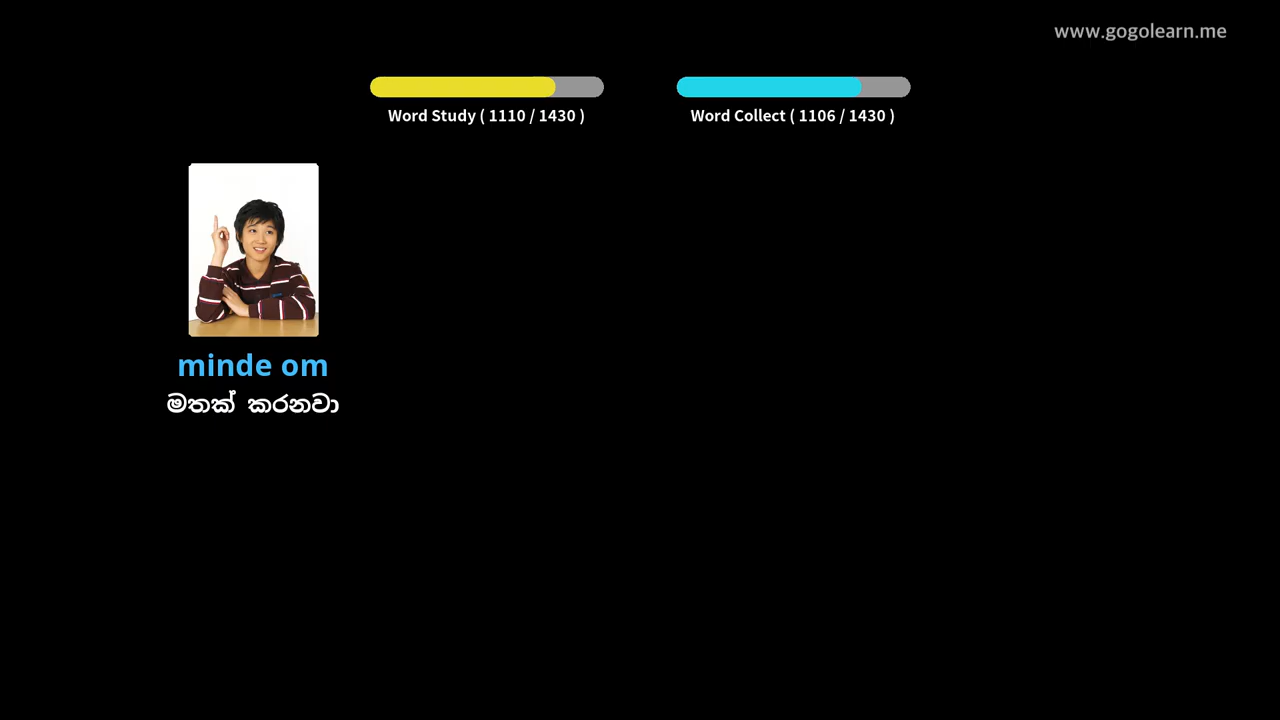 www.gogolearn.me
Word Study ( 1110 / 1430 )
Word Collect ( 1106 / 1430 )
minde om
මතක් කරනවා